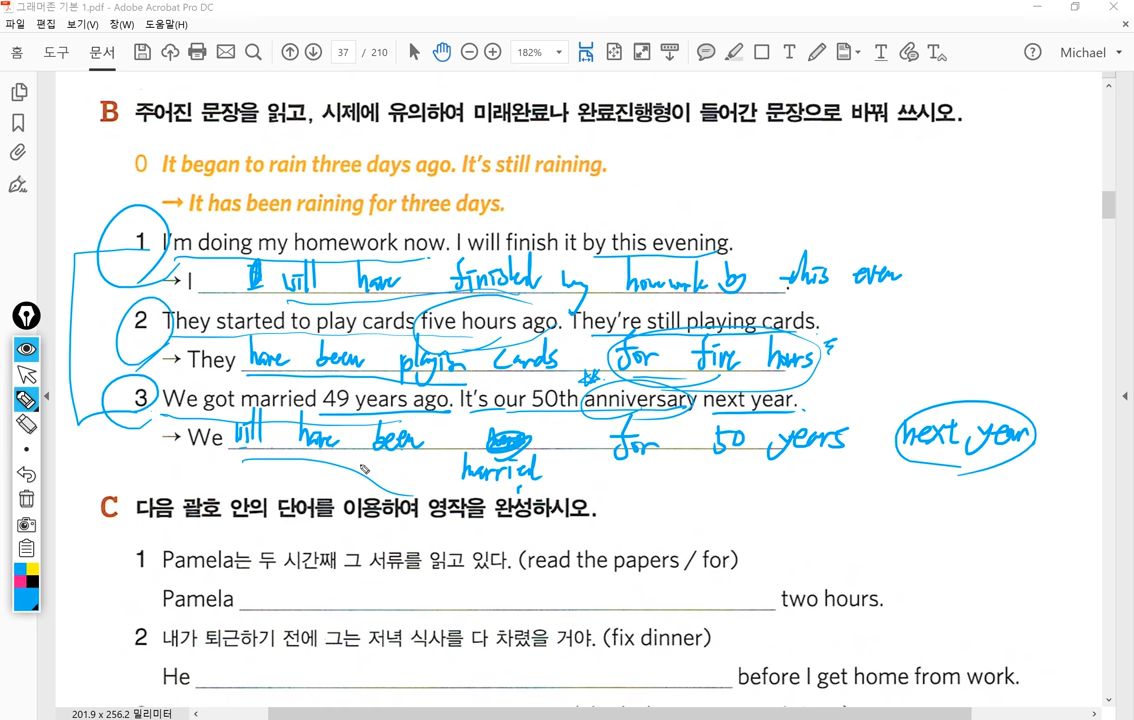 그래머존 기본 1.pdf - Adobe Acrobat Pro DC
파일 편집 보기(V) 창(W) 도움말(H)
홈 도구 문서 37 / 210 182% Michael
B 주어진 문장을 읽고, 시제에 유의하여 미래완료나 완료진행형이 들어간 문장으로 바꿔 쓰시오.
0 It began to rain three days ago. It's still raining.
→ It has been raining for three days.
1 I'm doing my homework now. I will finish it by this evening.
→ I I will have finished my homework by this even
2 They started to play cards five hours ago. They're still playing cards.
→ They have been playin cards for five hours
3 We got married 49 years ago. It's our 50th anniversary next year.
→ We will have been married for 50 years next year
C 다음 괄호 안의 단어를 이용하여 영작을 완성하시오.
1 Pamela는 두 시간째 그 서류를 읽고 있다. (read the papers / for)
Pamela two hours.
2 내가 퇴근하기 전에 그는 저녁 식사를 다 차렸을 거야. (fix dinner)
He before I get home from work.
201.9 x 256.2 밀리미터